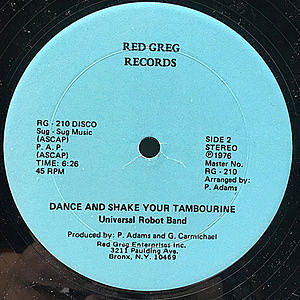 RED GREG
RECORDS
RG - 210 DISCO
Sug - Sug Music
(ASCAP)
P. A. P.
(ASCAP)
TIME: 6:26
45 RPM
SIDE 2
STEREO
℗1976
Master No.
RG - 210
Arranged by:
P. Adams
DANCE AND SHAKE YOUR TAMBOURINE
Universal Robot Band
Produced by: P. Adams and G. Carmichael
Red Greg Enterprises Inc.
3211 Paulding Ave.
Bronx, N.Y. 10469